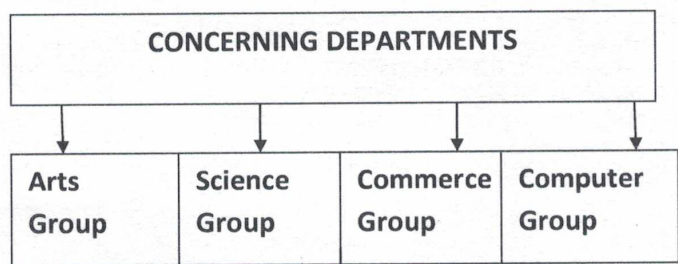 CONCERNING DEPARTMENTS
Arts Group
Science Group
Commerce Group
Computer Group